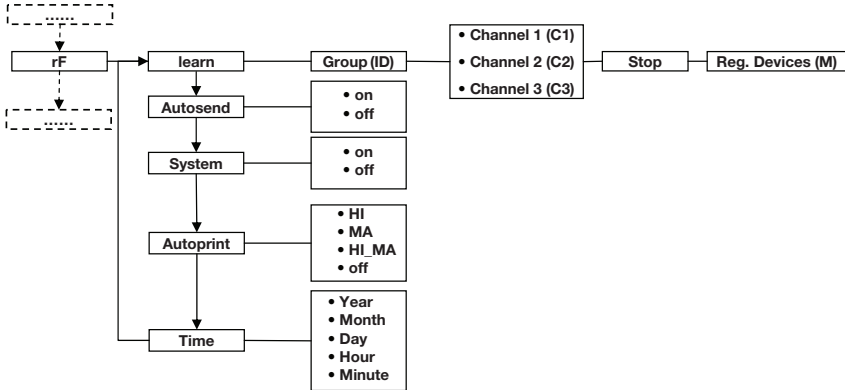 ......
rF
......
learn
Group (ID)
• Channel 1 (C1)
• Channel 2 (C2)
• Channel 3 (C3)
Stop
Reg. Devices (M)
Autosend
• on
• off
System
• on
• off
Autoprint
• HI
• MA
• HI_MA
• off
Time
• Year
• Month
• Day
• Hour
• Minute